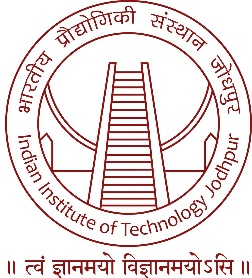 भारतीय प्रौद्योगिकी संस्थान जोधपुर
Indian Institute of Technology Jodhpur
॥ त्वं ज्ञानमयो विज्ञानमयोऽसि ॥